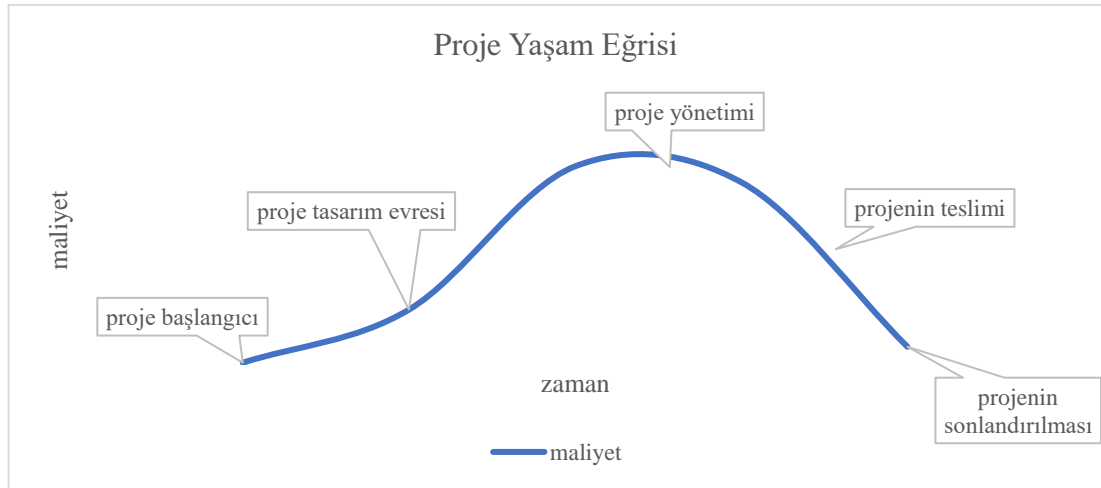 Proje Yaşam Eğrisi
proje yönetimi
proje tasarım evresi
projenin teslimi
maliyet
proje başlangıcı
zaman
projenin
sonlandırılması
maliyet